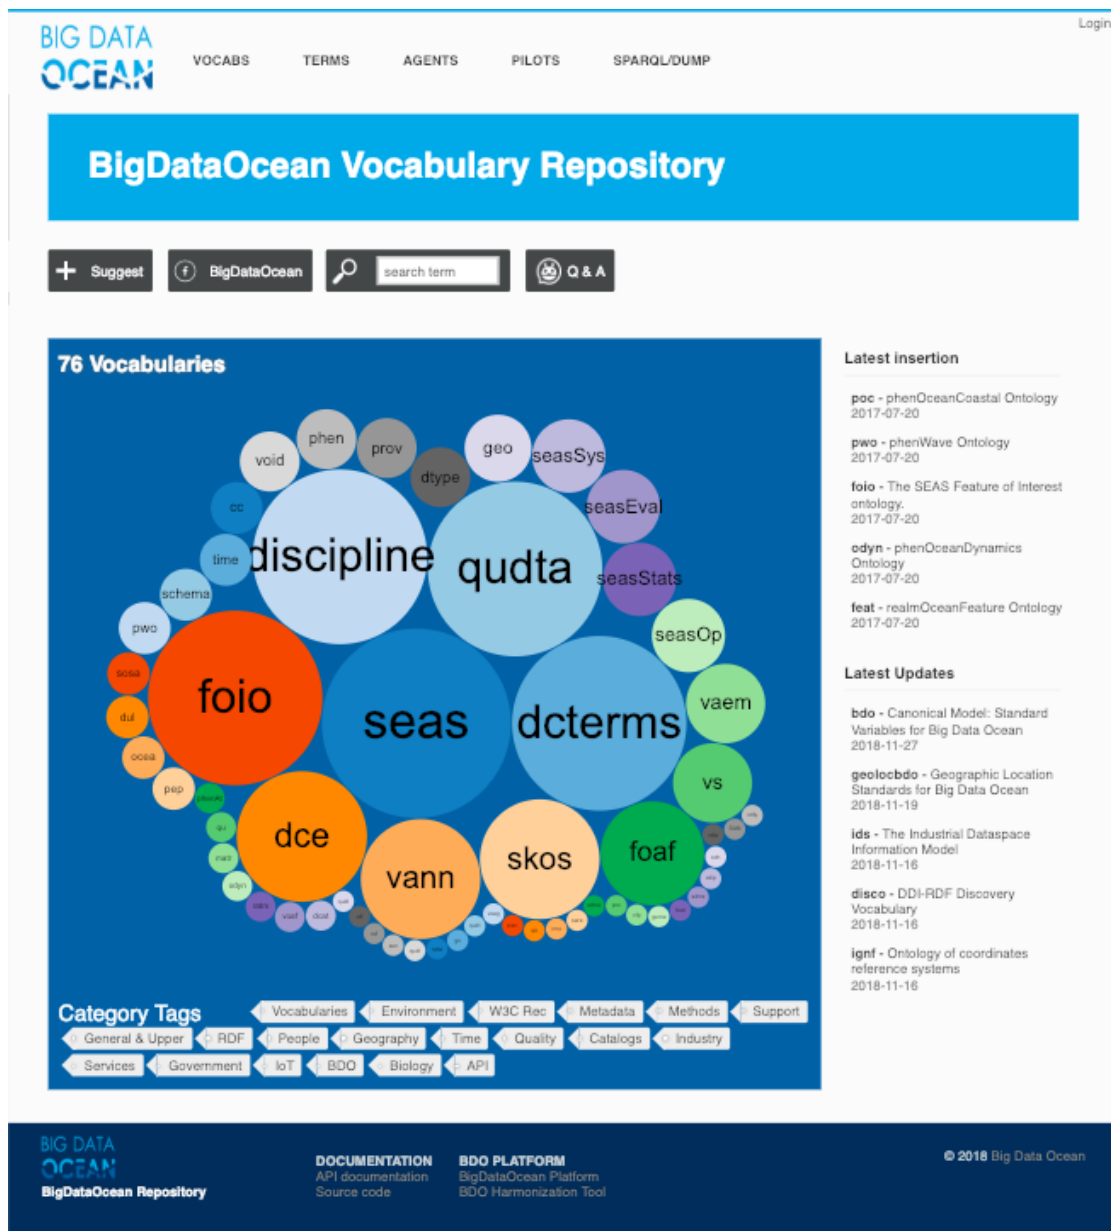 Login
BIG DATA
OCEAN
VOCABS TERMS AGENTS PILOTS SPARQL/DUMP
BigDataOcean Vocabulary Repository
Suggest
BigDataOcean
search term
Q & A
76 Vocabularies
phen
void
prov
dtype
geo
seasSys
seasEval
seasStats
cc
time
schema
pwo
discipline
qudta
seasOp
vaem
vs
foio
seas
dcterms
sosa
dul
ocea
pep
dce
vann
skos
foaf
qu
odyn
voaf
dcat
Category Tags
Vocabularies Environment W3C Rec Metadata Methods Support
General & Upper RDF People Geography Time Quality Catalogs Industry
Services Government IoT BDO Biology API
Latest insertion
poc - phenOceanCoastal Ontology
2017-07-20
pwo - phenWave Ontology
2017-07-20
foio - The SEAS Feature of Interest
ontology.
2017-07-20
odyn - phenOceanDynamics
Ontology
2017-07-20
feat - realmOceanFeature Ontology
2017-07-20
Latest Updates
bdo - Canonical Model: Standard
Variables for Big Data Ocean
2018-11-27
geolocbdo - Geographic Location
Standards for Big Data Ocean
2018-11-19
ids - The Industrial Dataspace
Information Model
2018-11-16
disco - DDI-RDF Discovery
Vocabulary
2018-11-16
ignf - Ontology of coordinates
reference systems
2018-11-16
BIG DATA
OCEAN
BigDataOcean Repository
DOCUMENTATION
API documentation
Source code
BDO PLATFORM
BigDataOcean Platform
BDO Harmonization Tool
© 2018 Big Data Ocean